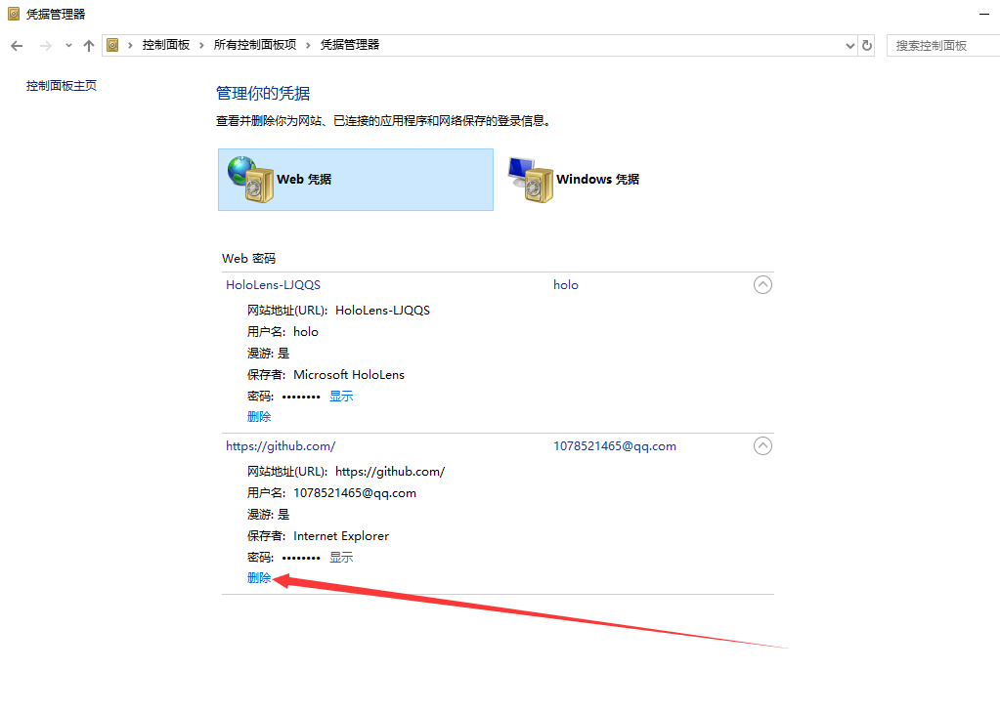 凭据管理器
控制面板 › 所有控制面板项 › 凭据管理器
搜索控制面板
控制面板主页
管理你的凭据
查看并删除你为网站、已连接的应用程序和网络保存的登录信息。
Web 凭据
Windows 凭据
Web 密码
HoloLens-LJQQS holo
网站地址(URL): HoloLens-LJQQS
用户名: holo
漫游: 是
保存者: Microsoft HoloLens
密码: •••••••• 显示
删除
https://github.com/ 1078521465@qq.com
网站地址(URL): https://github.com/
用户名: 1078521465@qq.com
漫游: 是
保存者: Internet Explorer
密码: •••••••• 显示
删除